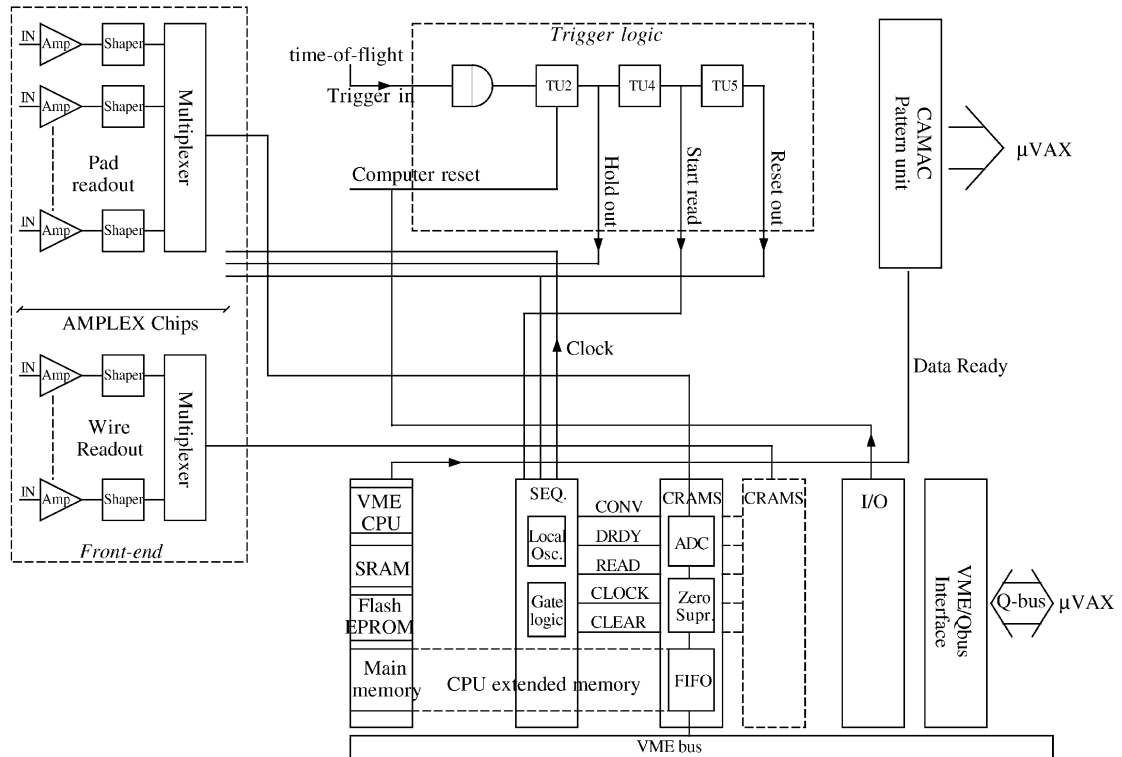 IN
Amp
Shaper
IN
Amp
Shaper
Pad
readout
IN
Amp
Shaper
Multiplexer
AMPLEX Chips
IN
Amp
Shaper
Wire
Readout
IN
Amp
Shaper
Multiplexer
Front-end
Trigger logic
time-of-flight
Trigger in
TU2
TU4
TU5
Computer reset
Hold out
Start read
Reset out
CAMAC
Pattern unit
μVAX
Clock
Data Ready
VME
CPU
SRAM
Flash
EPROM
Main
memory
CPU extended memory
SEQ.
Local
Osc.
Gate
logic
CONV
DRDY
READ
CLOCK
CLEAR
CRAMS
ADC
Zero
Supr.
FIFO
CRAMS
I/O
VME/Qbus
Interface
Q-bus
μVAX
VME bus